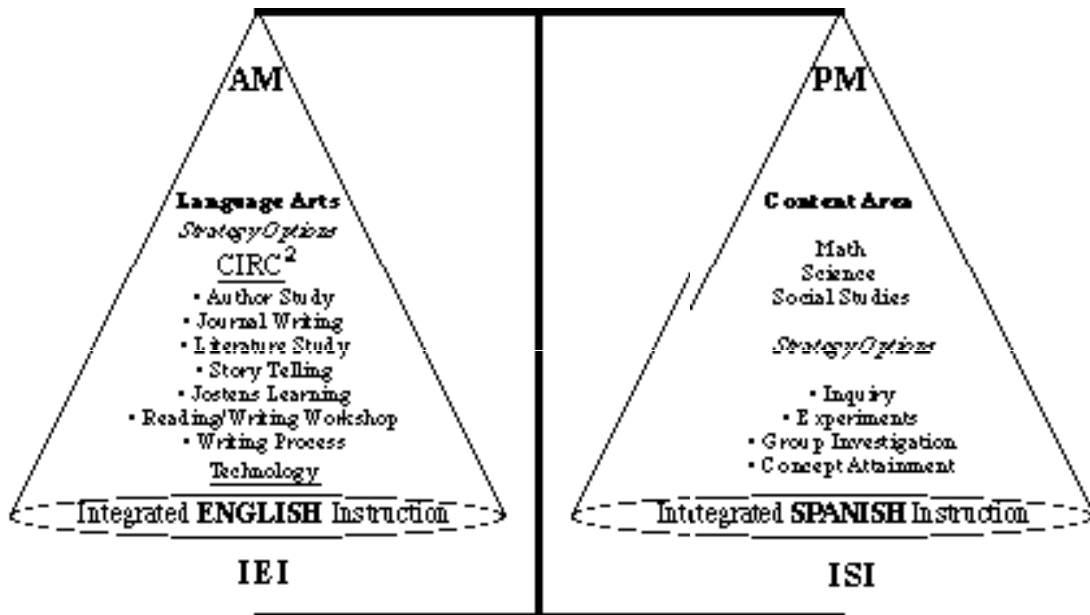 AM
Language Arts
Strategy Options
CIRC²
• Author Study
• Journal Writing
• Literature Study
• Story Telling
• Jostens Learning
• Reading/Writing Workshop
• Writing Process
Technology
Integrated ENGLISH Instruction
IEI
PM
Content Area
Math
Science
Social Studies
Strategy Options
• Inquiry
• Experiments
• Group Investigation
• Concept Attainment
Intitegrated SPANISH Instruction
ISI